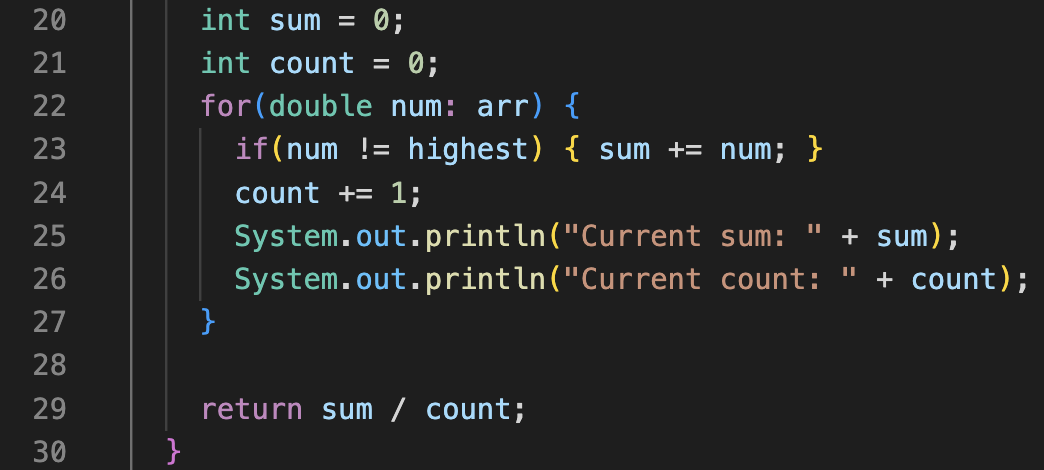 20 int sum = 0;
21 int count = 0;
22 for(double num: arr) {
23 if(num != highest) { sum += num; }
24 count += 1;
25 System.out.println("Current sum: " + sum);
26 System.out.println("Current count: " + count);
27 }
28
29 return sum / count;
30 }